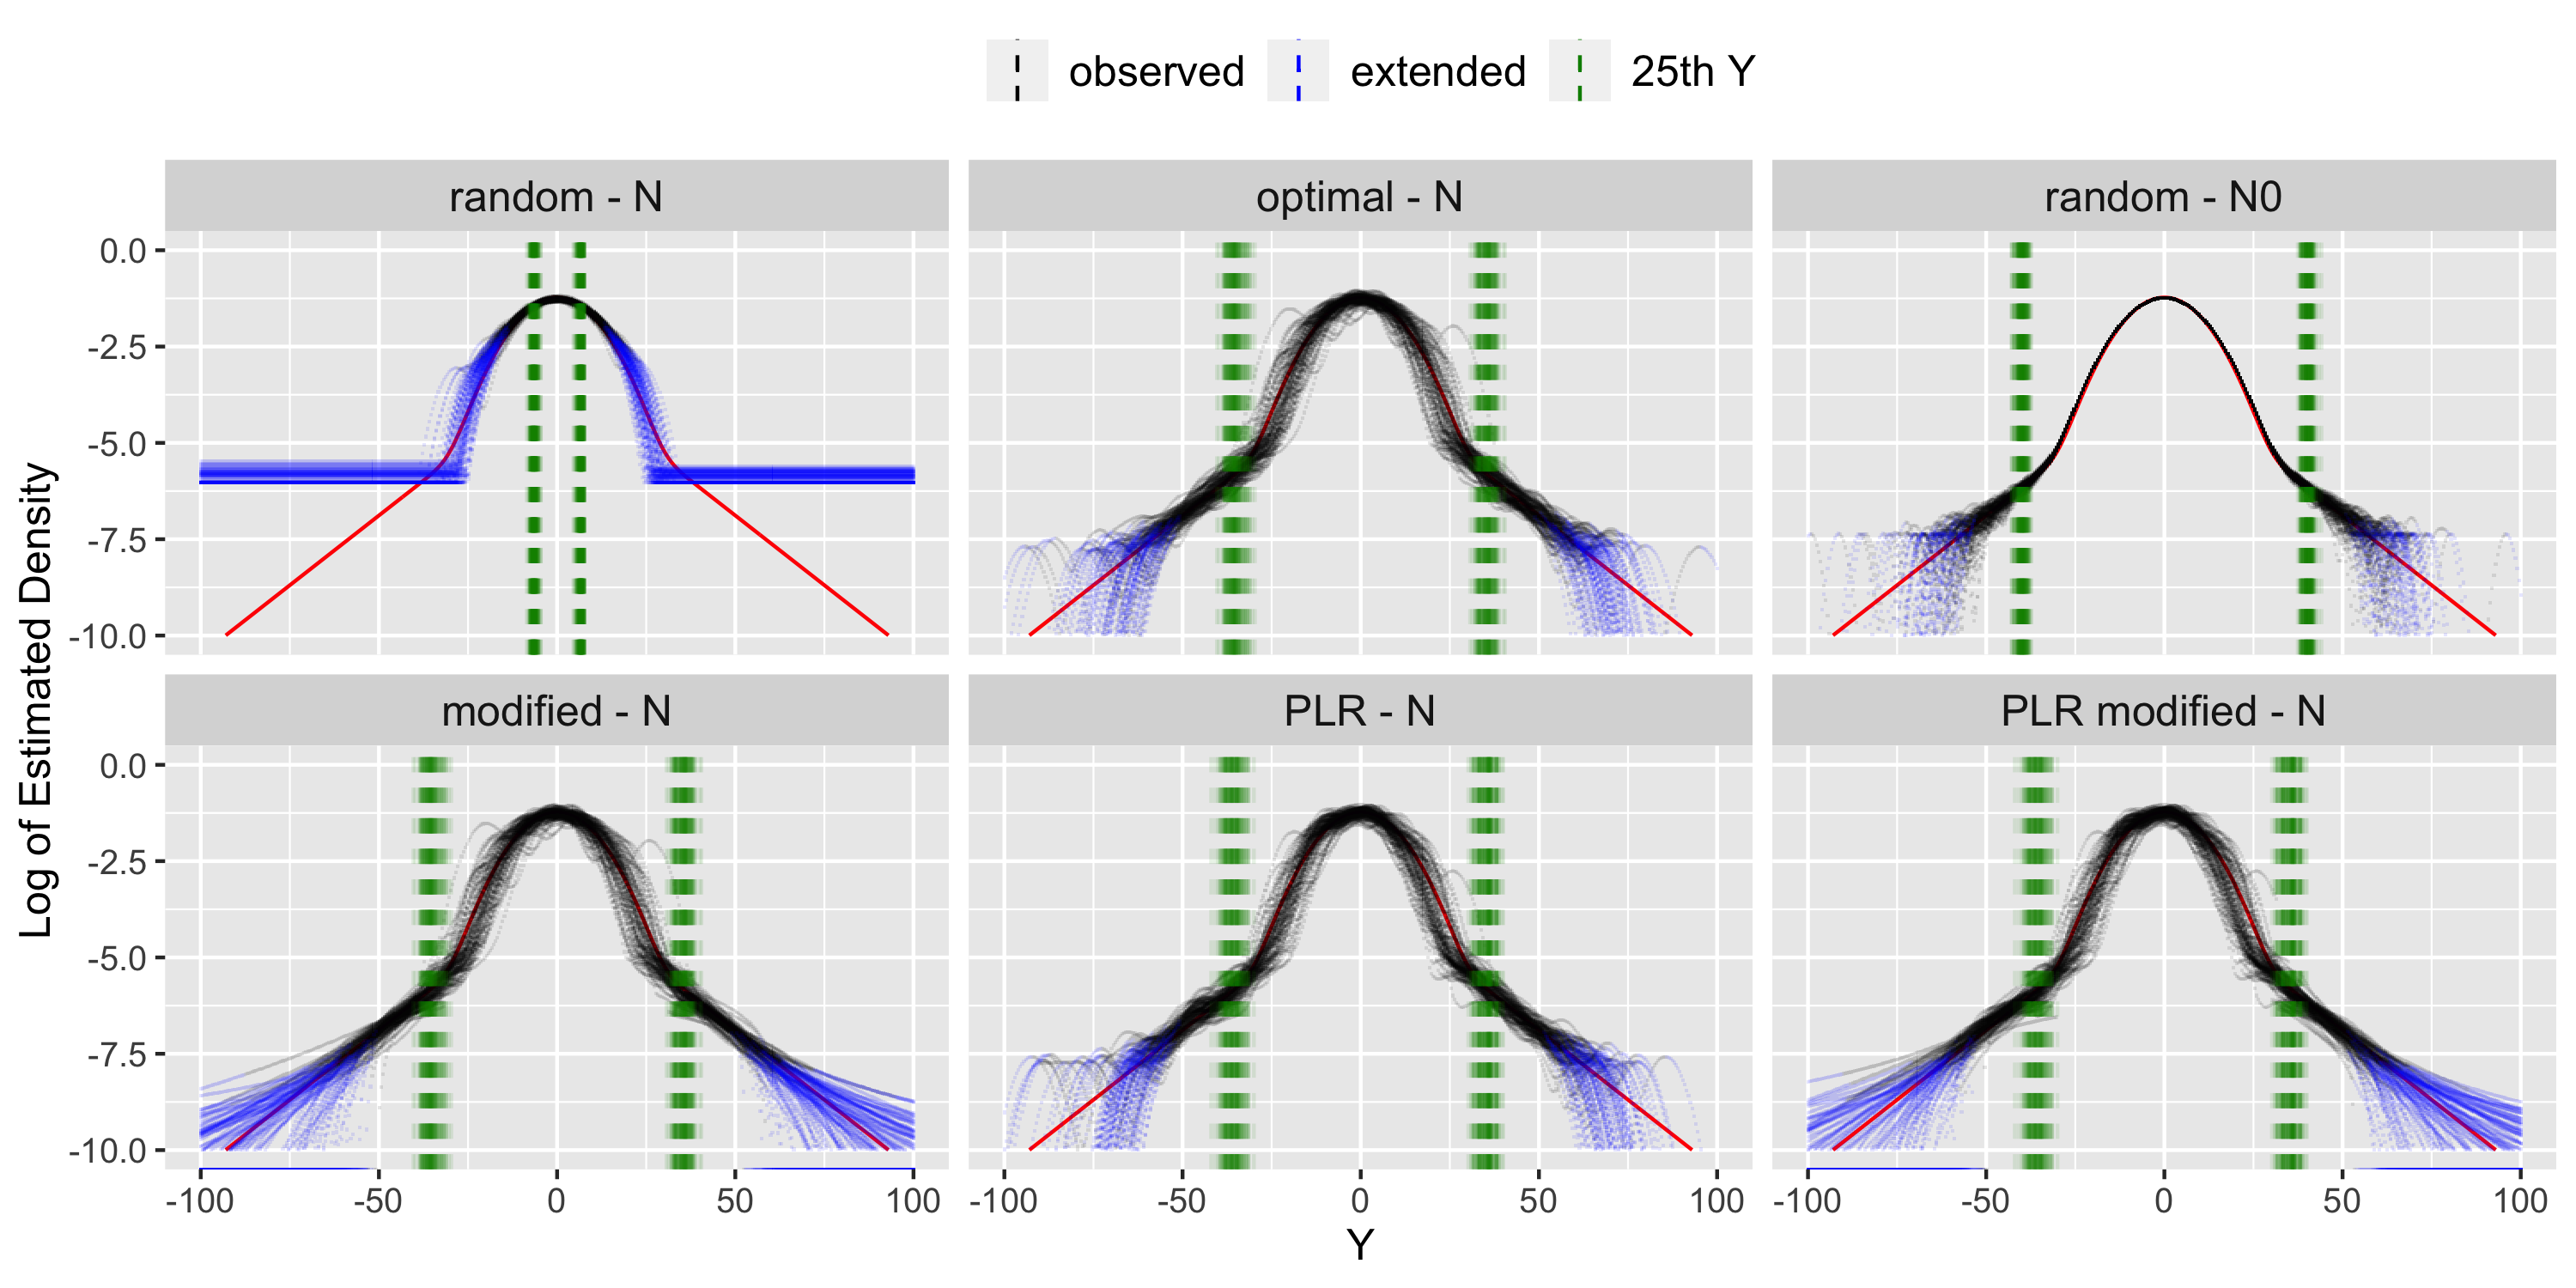 observed extended 25th Y
random - N optimal - N random - N0
0.0
-2.5
-5.0
-7.5
-10.0
modified - N PLR - N PLR modified - N
0.0
-2.5
-5.0
-7.5
-10.0
-100 -50 0 50 100 -100 -50 0 50 100 -100 -50 0 50 100
Y
Log of Estimated Density